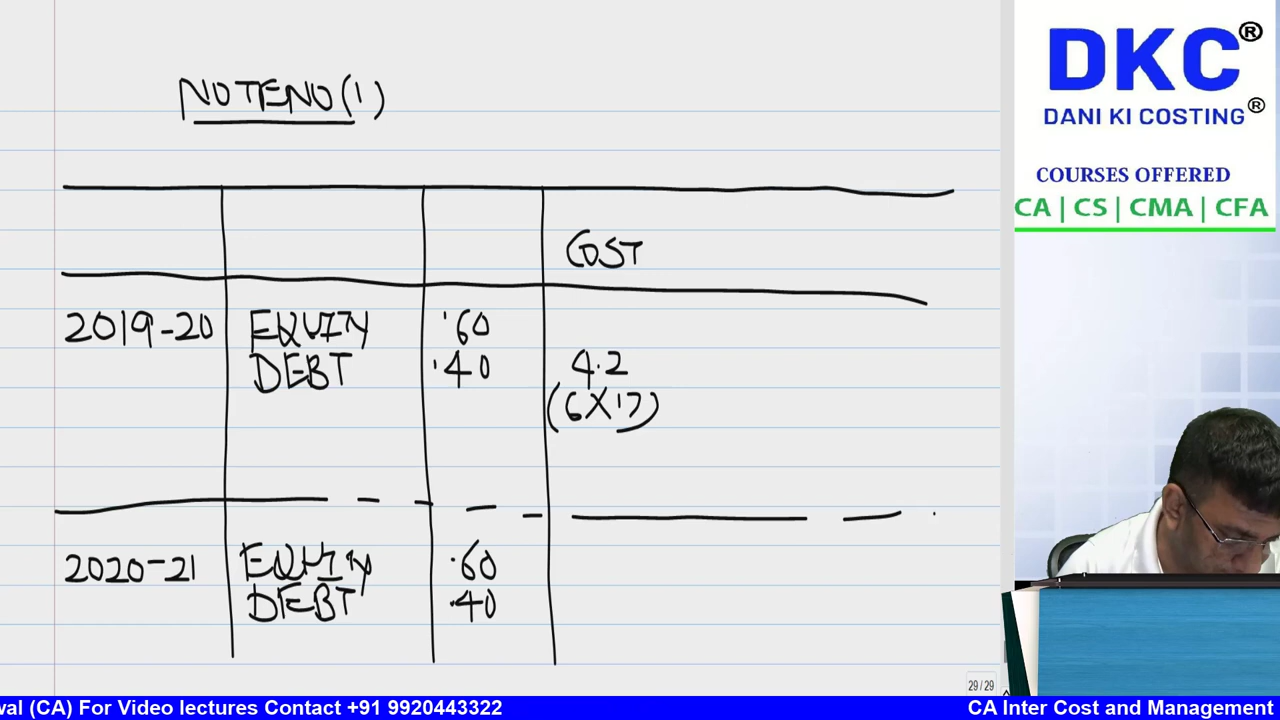 NOTENO(1)
COST
2019-20 EQUITY .60
DEBT .40 4.2
(6X.7)
2020-21 EQUITY .60
DEBT .40
29/29
DKC®
DANI KI COSTING®
COURSES OFFERED
CA | CS | CMA | CFA
wal (CA) For Video lectures Contact +91 9920443322
CA Inter Cost and Management